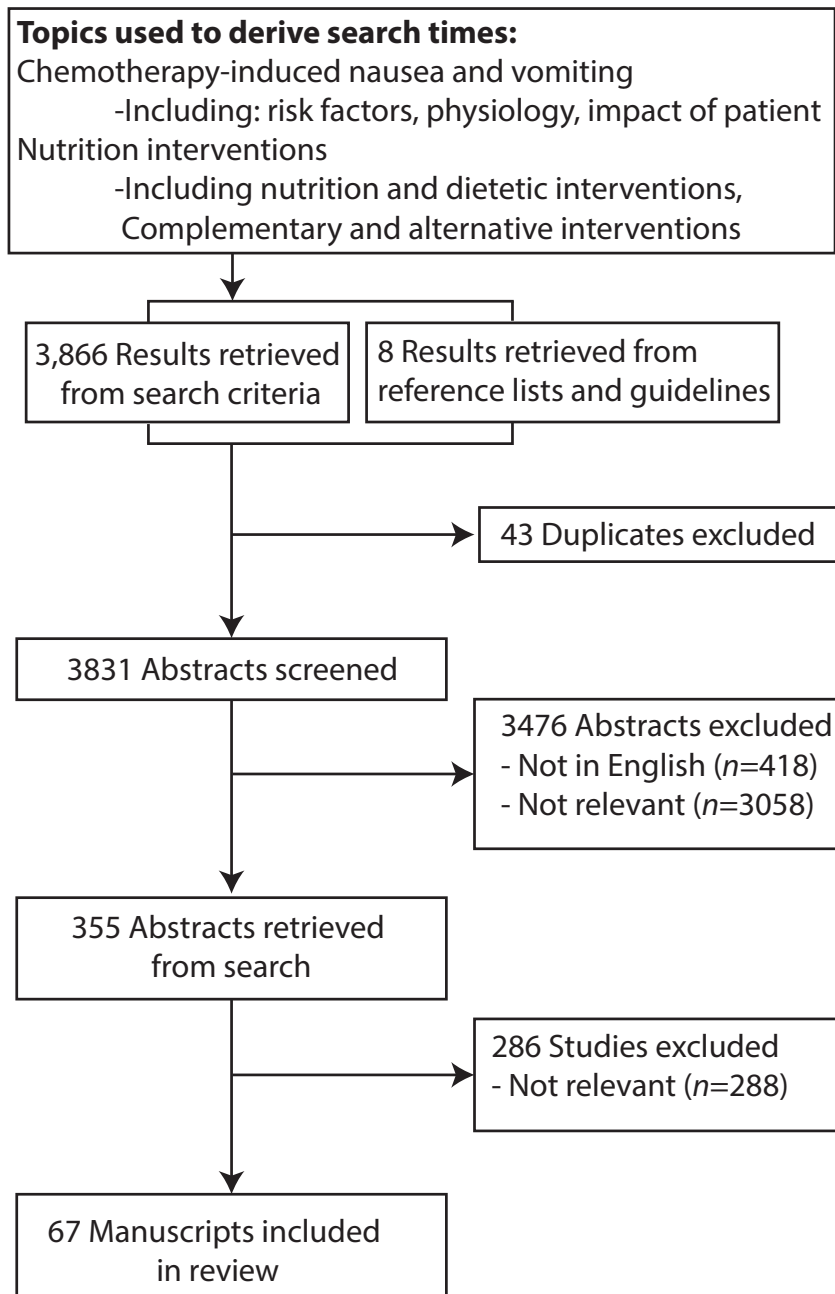 Topics used to derive search times:
Chemotherapy-induced nausea and vomiting
-Including: risk factors, physiology, impact of patient
Nutrition interventions
-Including nutrition and dietetic interventions,
Complementary and alternative interventions
3,866 Results retrieved
from search criteria
8 Results retrieved from
reference lists and guidelines
43 Duplicates excluded
3831 Abstracts screened
3476 Abstracts excluded
- Not in English (n=418)
- Not relevant (n=3058)
355 Abstracts retrieved
from search
286 Studies excluded
- Not relevant (n=288)
67 Manuscripts included
in review